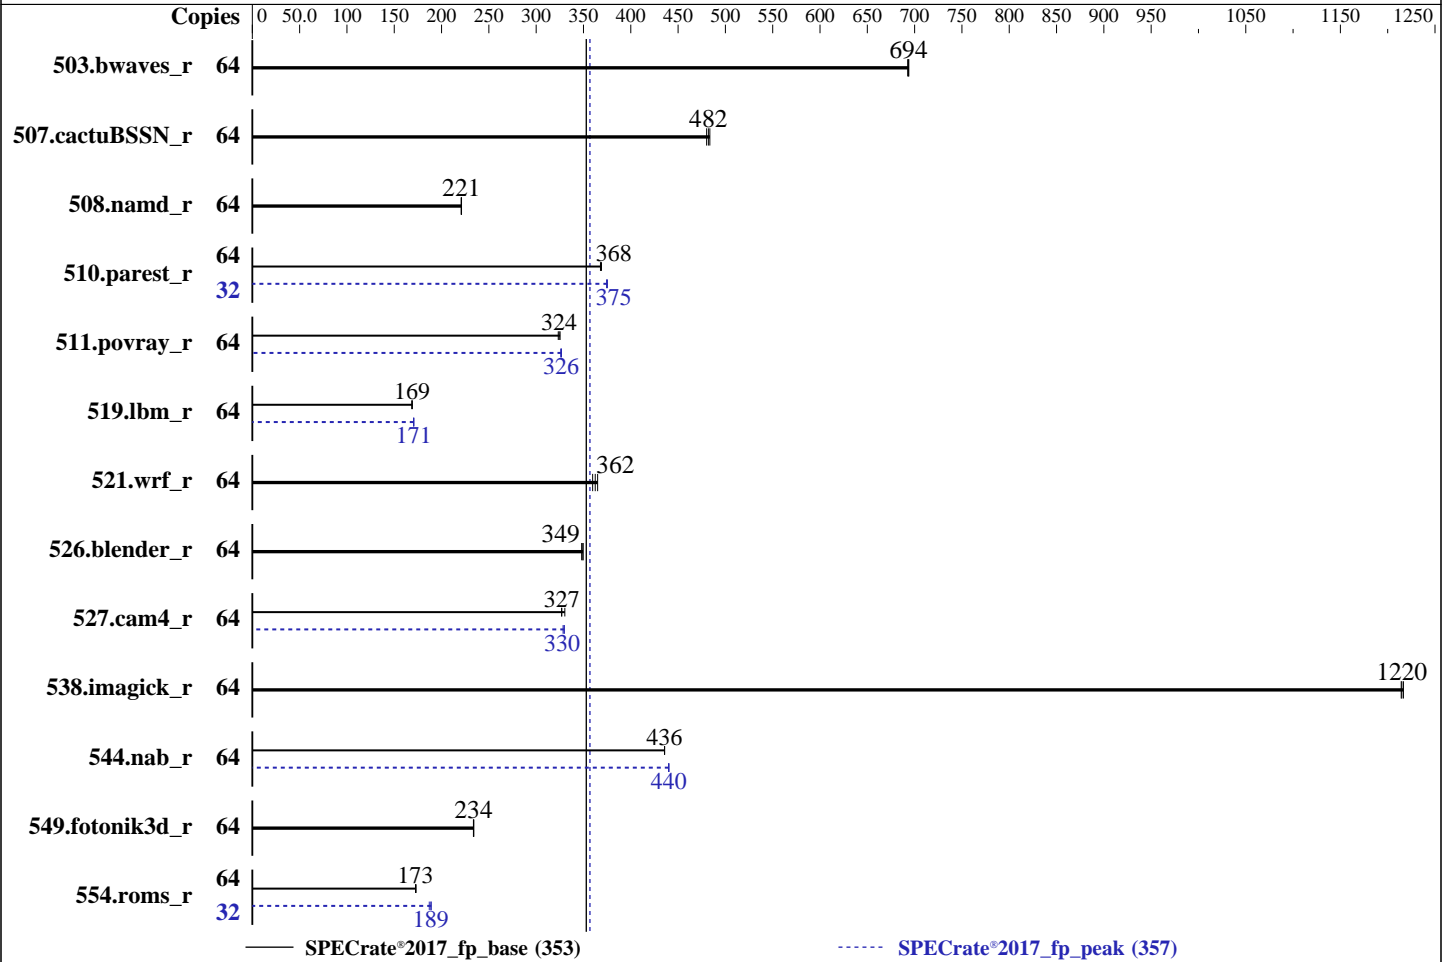 Copies 0 50.0 100 150 200 250 300 350 400 450 500 550 600 650 700 750 800 850 900 950 1050 1150 1250
503.bwaves_r 64 694
507.cactuBSSN_r 64 482
508.namd_r 64 221
510.parest_r 64 368
32 375
511.povray_r 64 324
326
519.lbm_r 64 169
171
521.wrf_r 64 362
526.blender_r 64 349
527.cam4_r 64 327
330
538.imagick_r 64 1220
544.nab_r 64 436
440
549.fotonik3d_r 64 234
554.roms_r 64 173
32 189
SPECrate®2017_fp_base (353) SPECrate®2017_fp_peak (357)